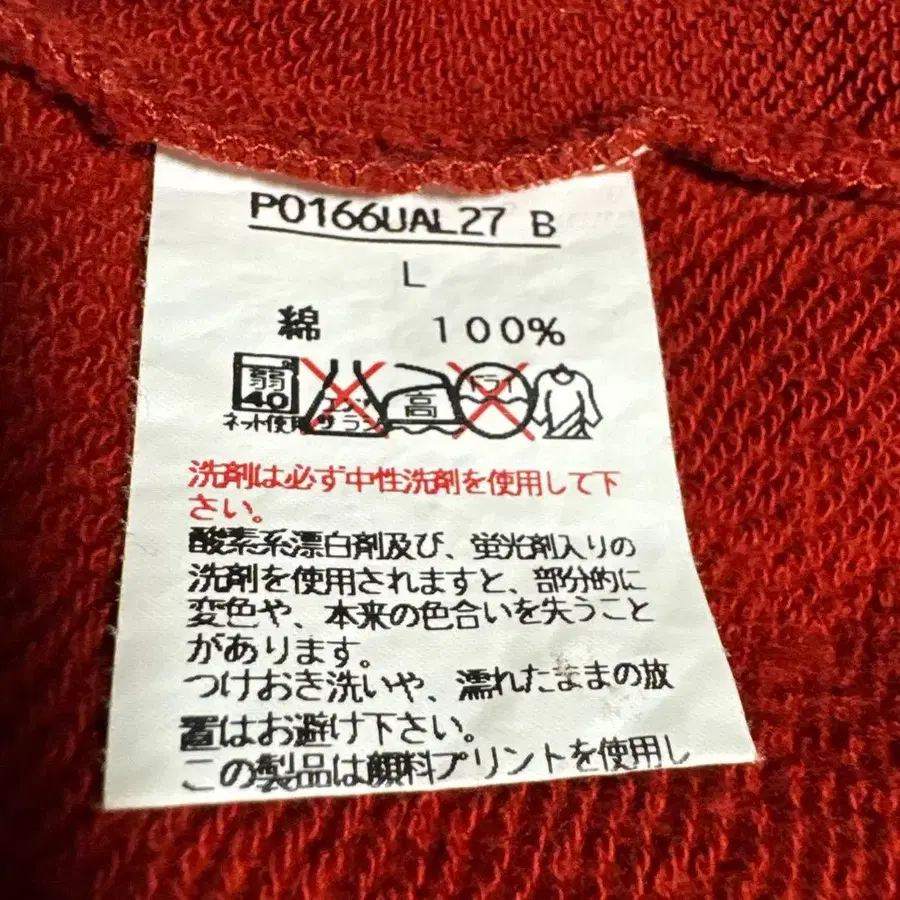 P0166UAL27 B
L
綿 100%
弱 40 ネット使用 エンソ サラシ 高 ドライ
洗剤は必ず中性洗剤を使用して下
さい。
酸素系漂白剤及び、蛍光剤入りの
洗剤を使用されますと、部分的に
変色や、本来の色合いを失うこと
があります。
つけおき洗いや、濡れたままの放
置はお避け下さい。
この製品は顔料プリントを使用し